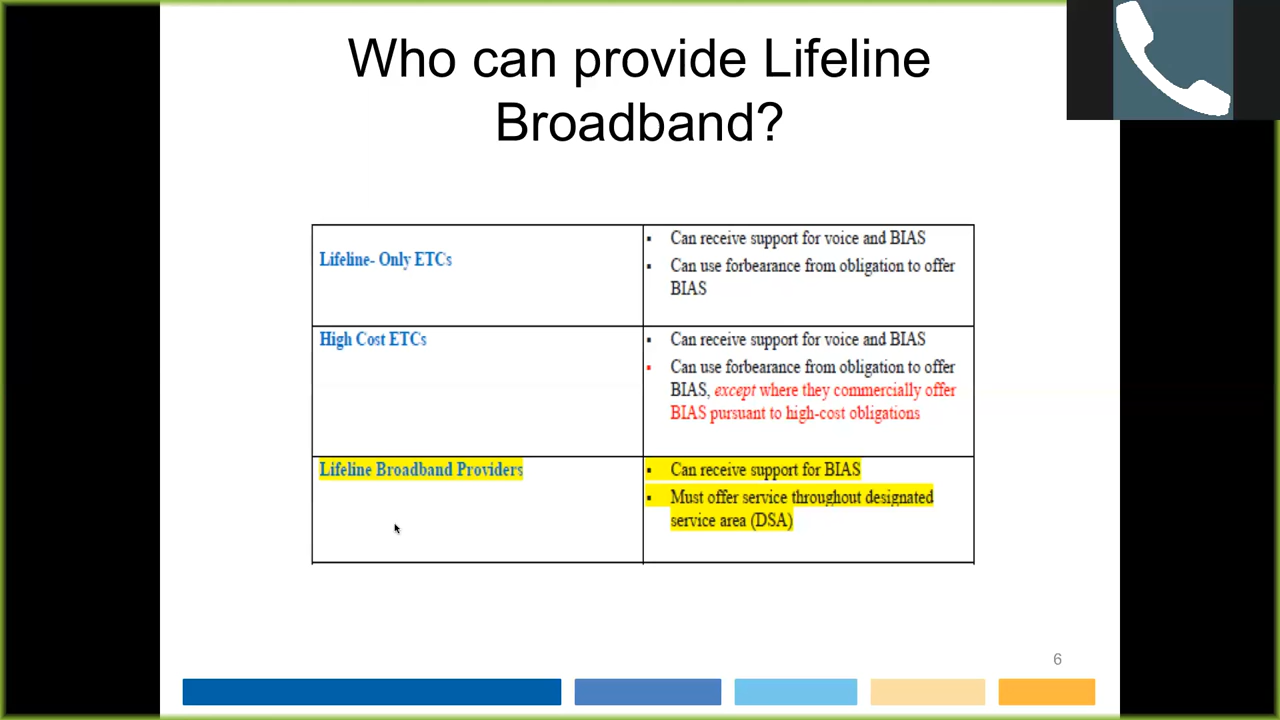 Who can provide Lifeline
Broadband?
Lifeline- Only ETCs
▪ Can receive support for voice and BIAS
▪ Can use forbearance from obligation to offer
BIAS
High Cost ETCs
▪ Can receive support for voice and BIAS
▪ Can use forbearance from obligation to offer
BIAS, except where they commercially offer
BIAS pursuant to high-cost obligations
Lifeline Broadband Providers
▪ Can receive support for BIAS
▪ Must offer service throughout designated
service area (DSA)
6